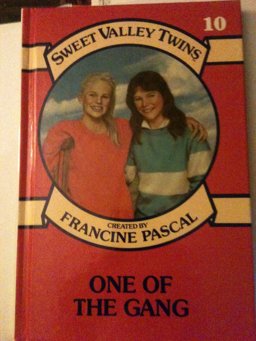 10
SWEET VALLEY TWINS
CREATED BY
FRANCINE PASCAL
ONE OF
THE GANG